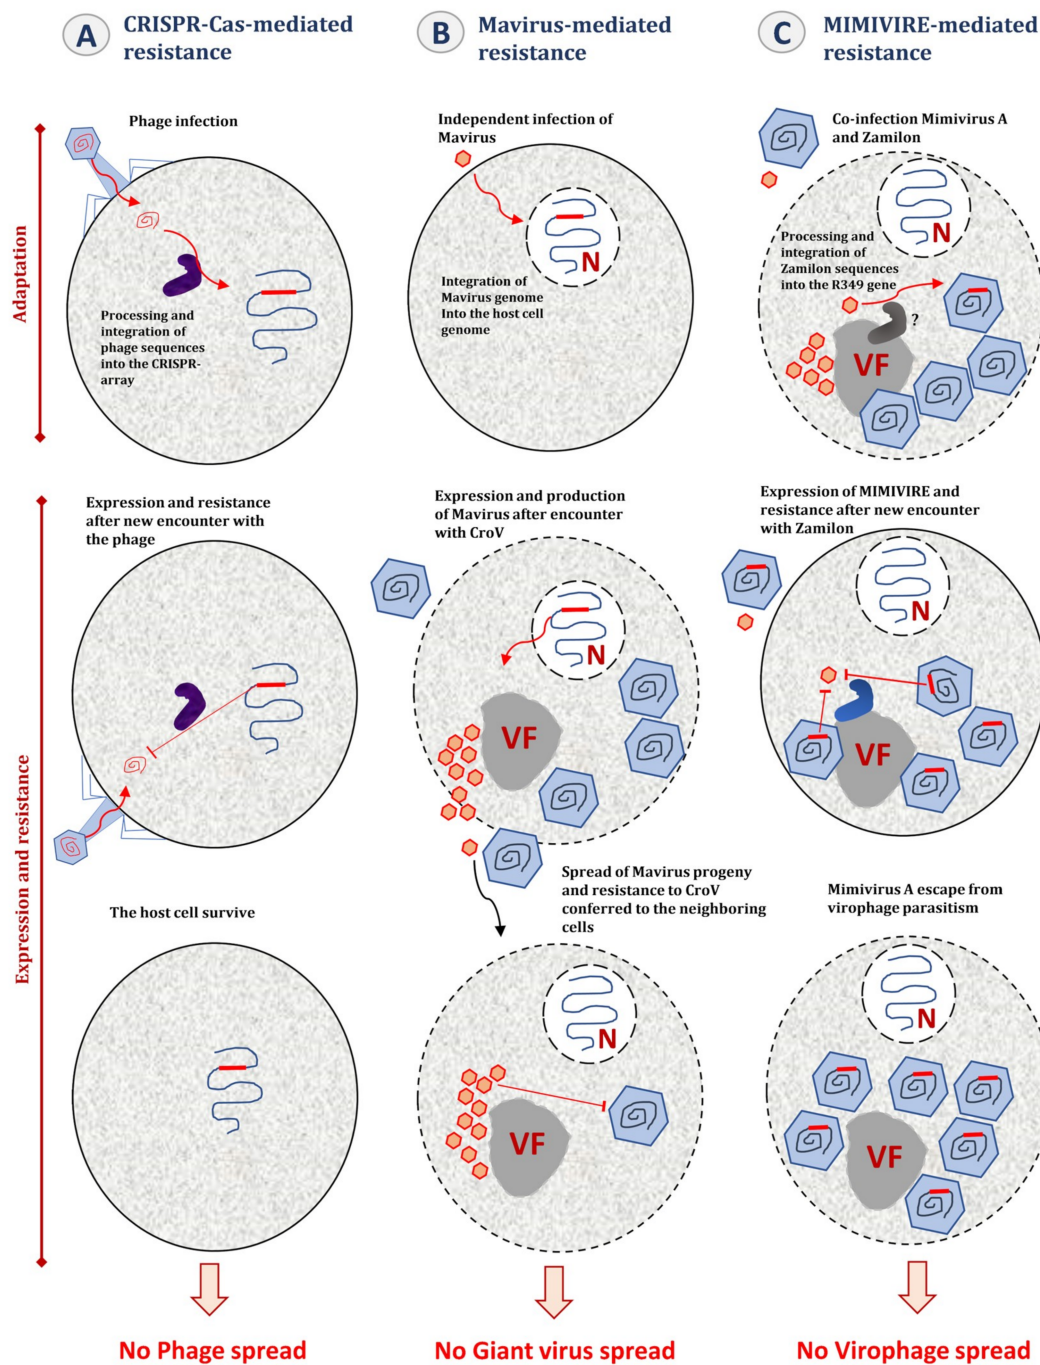 A
CRISPR-Cas-mediated
resistance
B
Mavirus-mediated
resistance
C
MIMIVIRE-mediated
resistance
Adaptation
Phage infection
Processing and
integration of
phage sequences
into the CRISPR-
array
Independent infection of
Mavirus
N
Integration of
Mavirus genome
Into the host cell
genome
Co-infection Mimivirus A
and Zamilon
N
Processing and
integration of
Zamilon sequences
into the R349 gene
?
VF
Expression and resistance
Expression and resistance
after new encounter with
the phage
Expression and production
of Mavirus after encounter
with CroV
N
VF
Expression of MIMIVIRE and
resistance after new encounter
with Zamilon
N
VF
The host cell survive
Spread of Mavirus progeny
and resistance to CroV
conferred to the neighboring
cells
N
VF
Mimivirus A escape from
virophage parasitism
N
VF
No Phage spread
No Giant virus spread
No Virophage spread